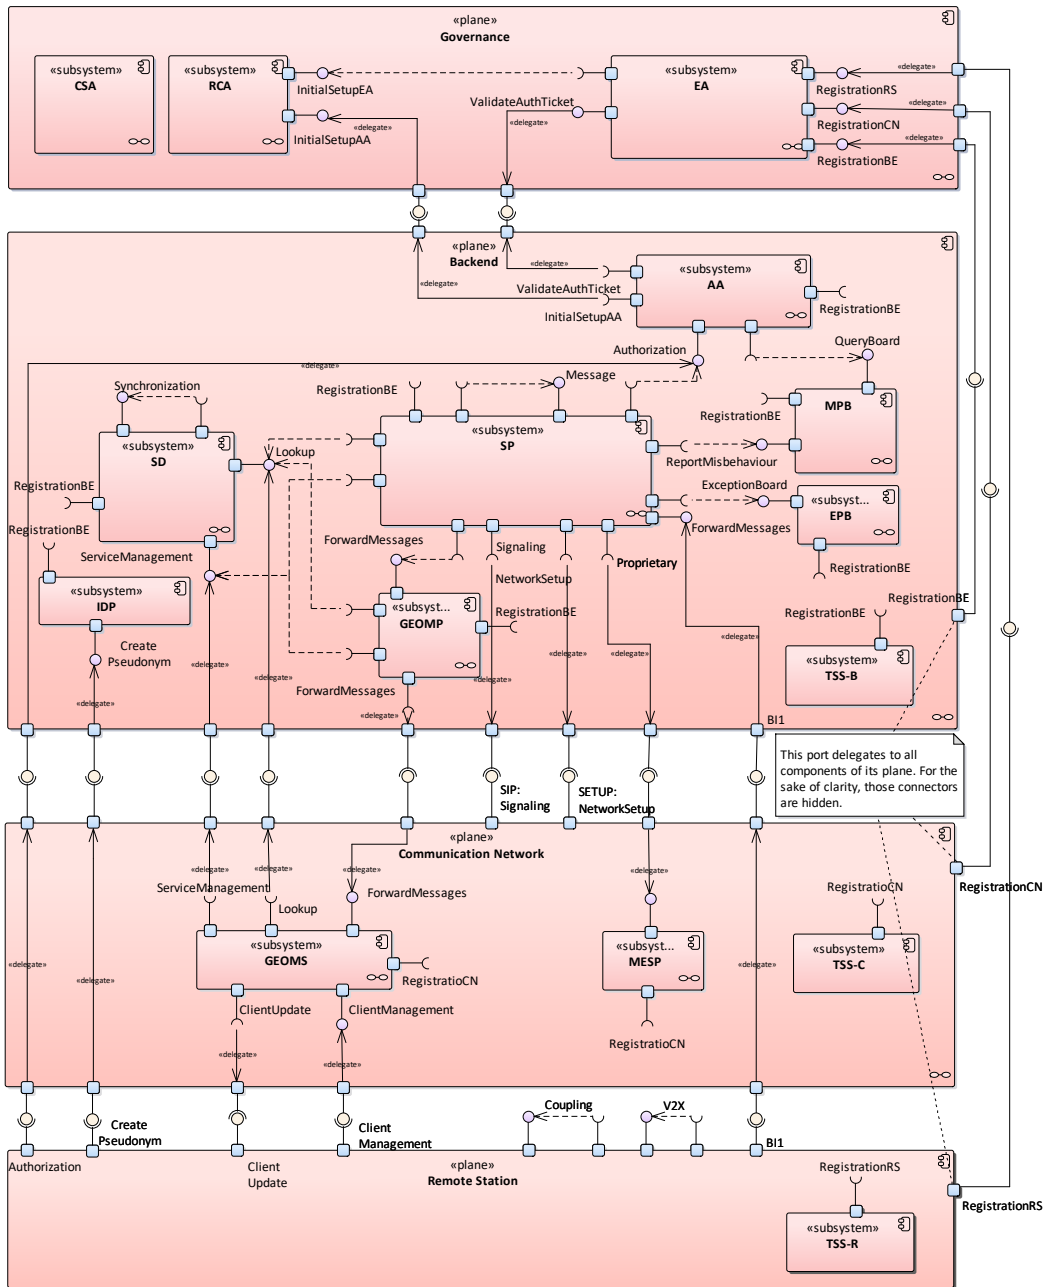 «plane»
Governance
«subsystem»
CSA
«subsystem»
RCA
InitialSetupEA
«delegate»
InitialSetupAA
ValidateAuthTicket
«delegate»
«subsystem»
EA
«delegate»
RegistrationRS
«delegate»
RegistrationCN
«delegate»
RegistrationBE
«plane»
Backend
«delegate»
«delegate»
ValidateAuthTicket
InitialSetupAA
«subsystem»
AA
RegistrationBE
Authorization
QueryBoard
«delegate»
Synchronization
RegistrationBE
Message
«subsystem»
SD
Lookup
«subsystem»
SP
RegistrationBE
MPB
ReportMisbehaviour
ExceptionBoard
RegistrationBE
«subsyst...
EPB
RegistrationBE
ForwardMessages
ServiceManagement
ForwardMessages
Signaling
NetworkSetup
Proprietary
RegistrationBE
«subsystem»
IDP
«subsyst...
GEOMP
RegistrationBE
RegistrationBE
RegistrationBE
Create
Pseudonym
«delegate»
«delegate»
«delegate»
ForwardMessages
«delegate»
«delegate»
«delegate»
«delegate»
«delegate»
«subsystem»
TSS-B
BI1
This port delegates to all
components of its plane. For the
sake of clarity, those connectors
are hidden.
SIP:
Signaling
SETUP:
NetworkSetup
«plane»
Communication Network
«delegate»
«delegate»
ServiceManagement
Lookup
«delegate»
ForwardMessages
«delegate»
RegistratioCN
RegistrationCN
«subsystem»
GEOMS
RegistratioCN
«subsyst...
MESP
RegistratioCN
«subsystem»
TSS-C
«delegate»
«delegate»
«delegate»
ClientUpdate
ClientManagement
«delegate»
«delegate»
Create
Pseudonym
Client
Management
Coupling
V2X
BI1
Authorization
Client
Update
«plane»
Remote Station
RegistrationRS
RegistrationRS
«subsystem»
TSS-R